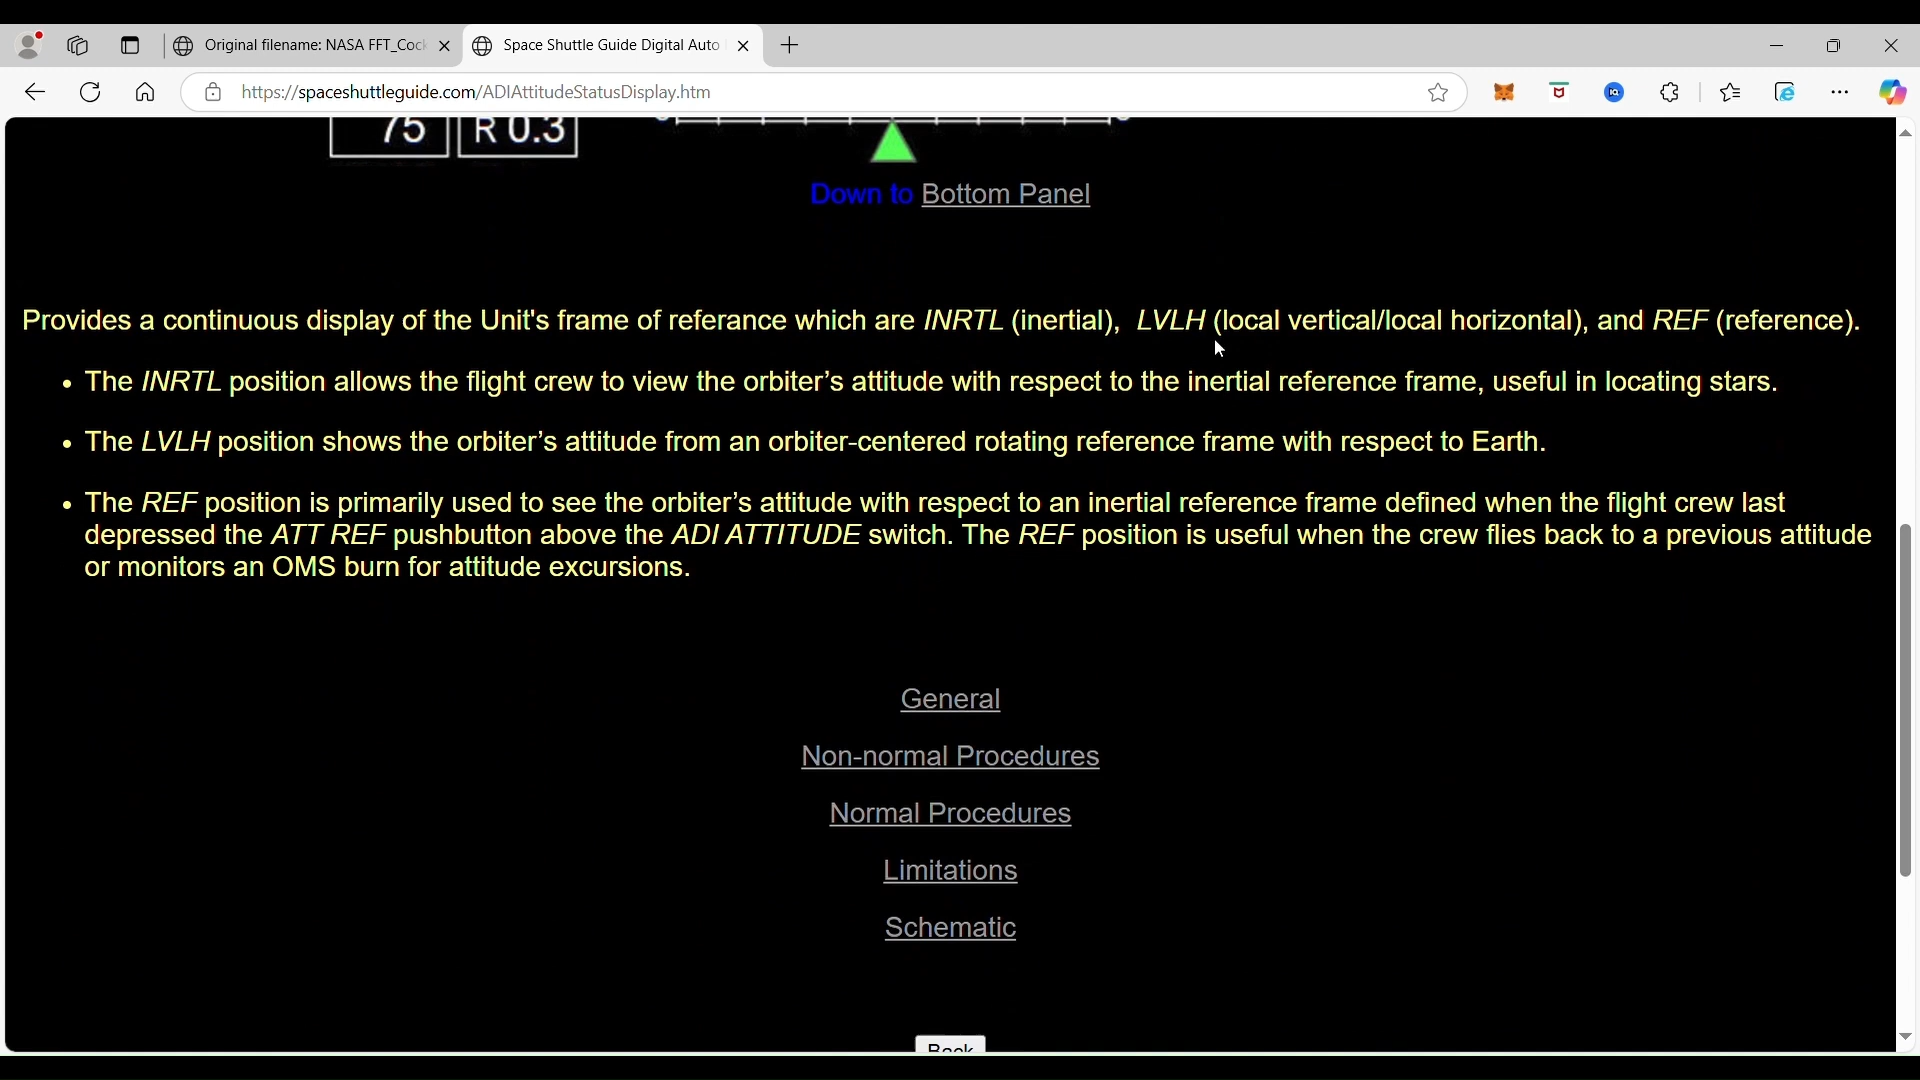 Original filename: NASA FFT_Cock
Space Shuttle Guide Digital Auto
https://spaceshuttleguide.com/ADIAttitudeStatusDisplay.htm
75 R 0.3
Down to Bottom Panel
Provides a continuous display of the Unit's frame of referance which are INRTL (inertial), LVLH (local vertical/local horizontal), and REF (reference).
• The INRTL position allows the flight crew to view the orbiter’s attitude with respect to the inertial reference frame, useful in locating stars.
• The LVLH position shows the orbiter’s attitude from an orbiter-centered rotating reference frame with respect to Earth.
• The REF position is primarily used to see the orbiter’s attitude with respect to an inertial reference frame defined when the flight crew last
depressed the ATT REF pushbutton above the ADI ATTITUDE switch. The REF position is useful when the crew flies back to a previous attitude
or monitors an OMS burn for attitude excursions.
General
Non-normal Procedures
Normal Procedures
Limitations
Schematic
Back